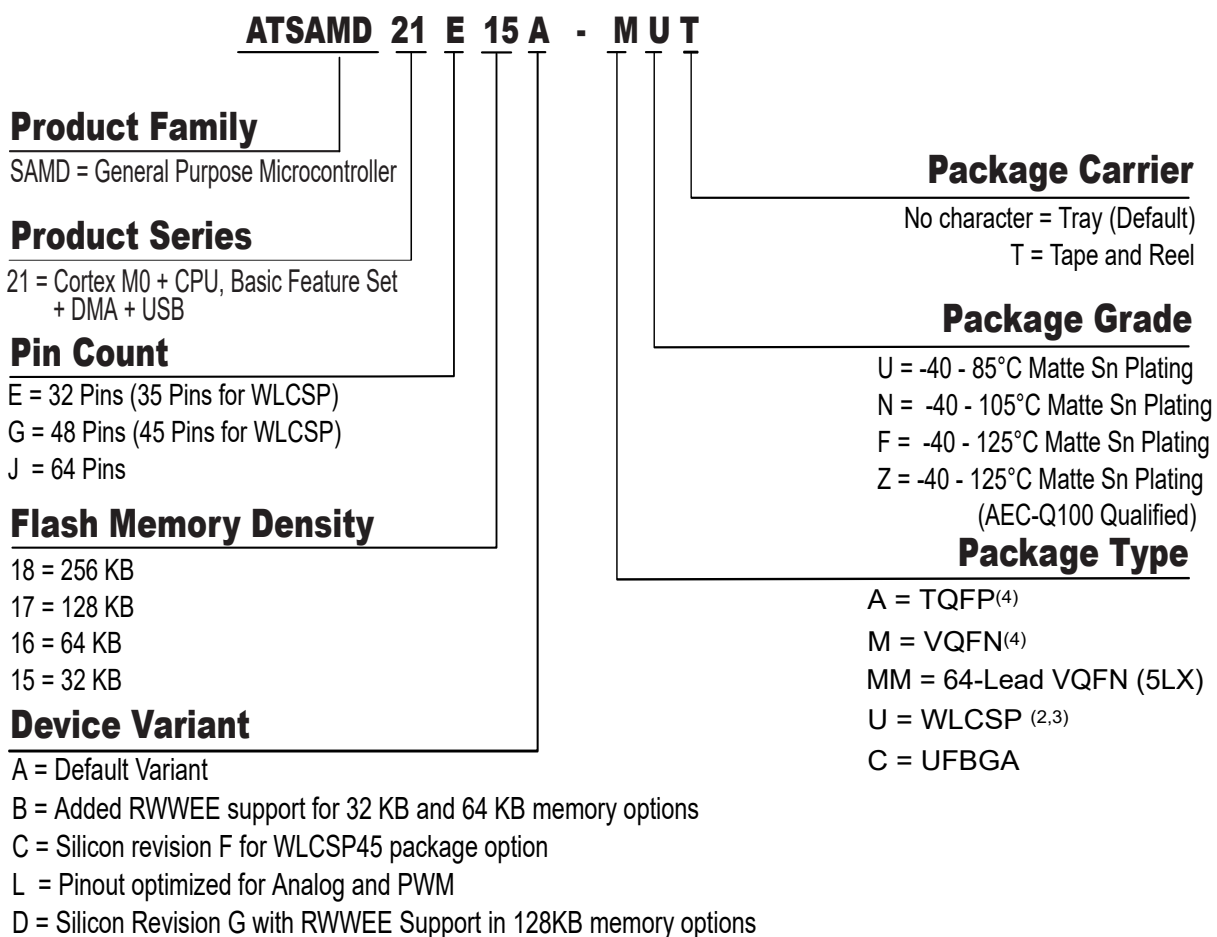 ATSAMD 21 E 15 A - M U T
Product Family
SAMD = General Purpose Microcontroller
Product Series
21 = Cortex M0 + CPU, Basic Feature Set
+ DMA + USB
Pin Count
E = 32 Pins (35 Pins for WLCSP)
G = 48 Pins (45 Pins for WLCSP)
J = 64 Pins
Flash Memory Density
18 = 256 KB
17 = 128 KB
16 = 64 KB
15 = 32 KB
Device Variant
A = Default Variant
B = Added RWWEE support for 32 KB and 64 KB memory options
C = Silicon revision F for WLCSP45 package option
L = Pinout optimized for Analog and PWM
D = Silicon Revision G with RWWEE Support in 128KB memory options
Package Carrier
No character = Tray (Default)
T = Tape and Reel
Package Grade
U = -40 - 85°C Matte Sn Plating
N = -40 - 105°C Matte Sn Plating
F = -40 - 125°C Matte Sn Plating
Z = -40 - 125°C Matte Sn Plating
(AEC-Q100 Qualified)
Package Type
A = TQFP(4)
M = VQFN(4)
MM = 64-Lead VQFN (5LX)
U = WLCSP (2,3)
C = UFBGA